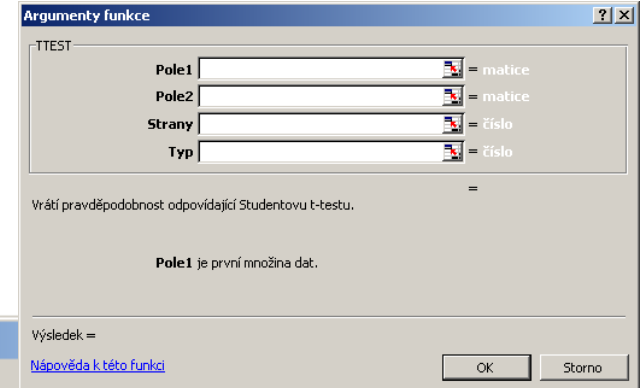 Argumenty funkce
TTEST
Pole1 = matice
Pole2 = matice
Strany = číslo
Typ = číslo
=
Vrátí pravděpodobnost odpovídající Studentovu t-testu.
Pole1 je první množina dat.
Výsledek =
Nápověda k této funkci
OK Storno